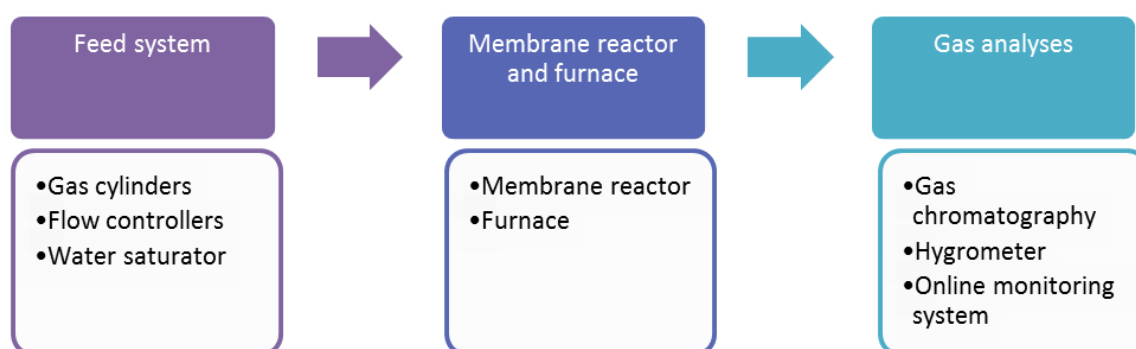 Feed system
•Gas cylinders
•Flow controllers
•Water saturator
Membrane reactor
and furnace
•Membrane reactor
•Furnace
Gas analyses
•Gas
chromatography
•Hygrometer
•Online monitoring
system